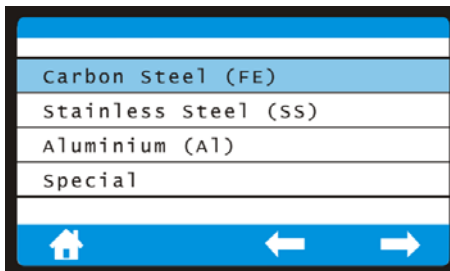 Carbon Steel (FE)
Stainless Steel (SS)
Aluminium (Al)
Special